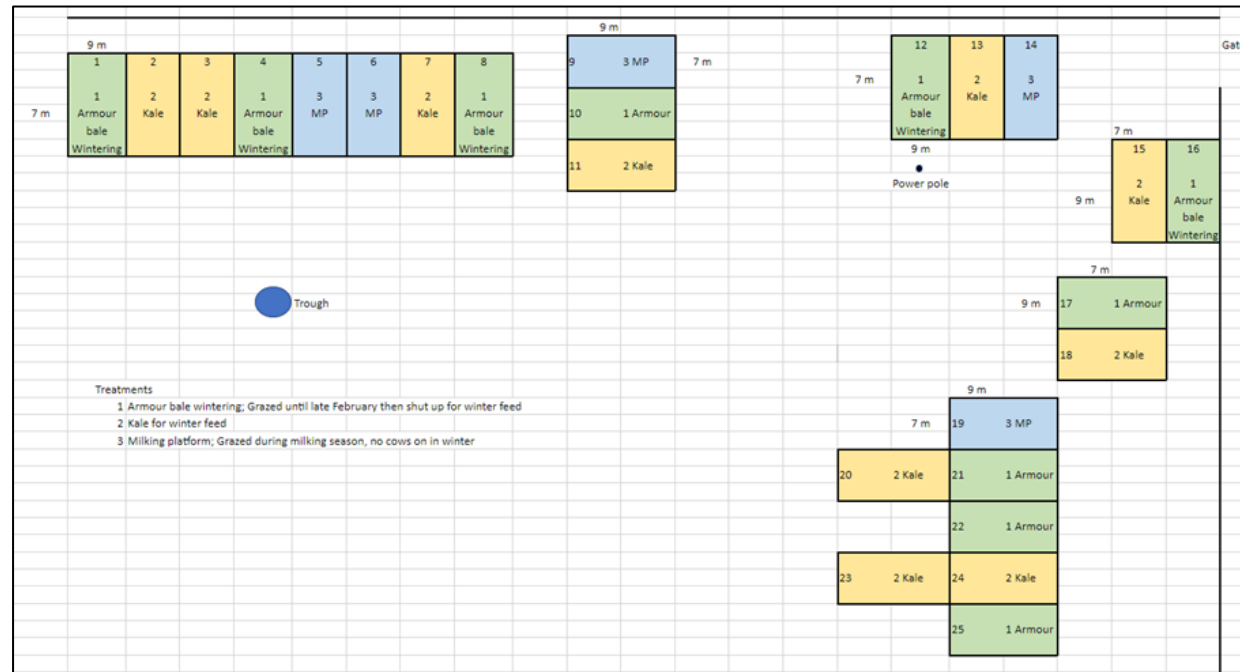 9 m
1 2 3 4 5 6 7 8
1 2 2 1 3 3 2 1
7 m Armour Kale Kale Armour MP MP Kale Armour
bale bale bale
Wintering Wintering Wintering
9 m
9 3 MP 7 m
10 1 Armour
11 2 Kale
12 13 14
7 m 1 2 3
Armour Kale MP
bale
Wintering
9 m
Power pole
Gat
7 m
15 16
2 1
9 m Kale Armour
bale
Wintering
7 m
9 m 17 1 Armour
18 2 Kale
Trough
Treatments
1 Armour bale wintering; Grazed until late February then shut up for winter feed
2 Kale for winter feed
3 Milking platform; Grazed during milking season, no cows on in winter
9 m
7 m 19 3 MP
20 2 Kale 21 1 Armour
22 1 Armour
23 2 Kale 24 2 Kale
25 1 Armour